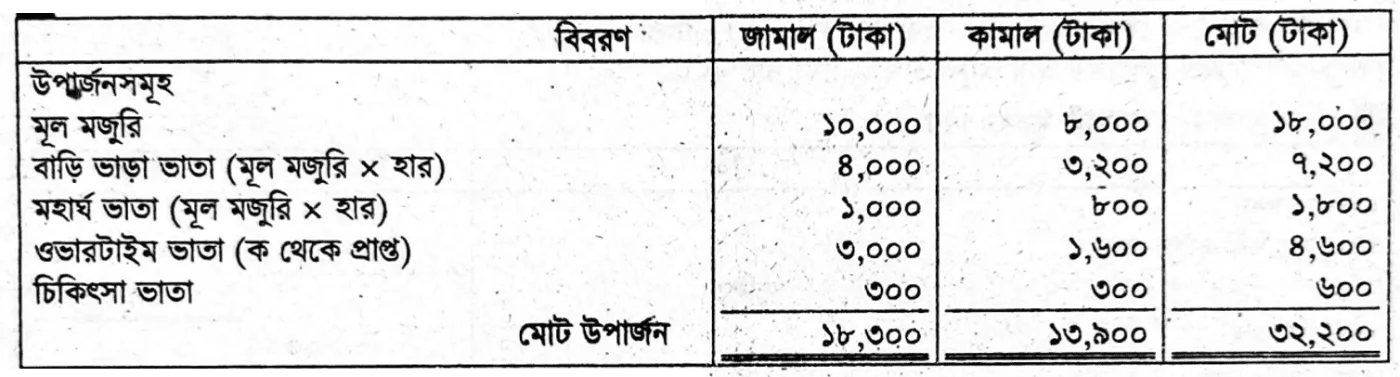 বিবরণ জামাল (টাকা) কামাল (টাকা) মোট (টাকা)
উপার্জনসমূহ
মূল মজুরি ১০,০০০ ৮,০০০ ১৮,০০০
বাড়ি ভাড়া ভাতা (মূল মজুরি × হার) ৪,০০০ ৩,২০০ ৭,২০০
মহার্ঘ ভাতা (মূল মজুরি × হার) ১,০০০ ৮০০ ১,৮০০
ওভারটাইম ভাতা (ক থেকে প্রাপ্ত) ৩,০০০ ১,৬০০ ৪,৬০০
চিকিৎসা ভাতা ৩০০ ৩০০ ৬০০
মোট উপার্জন ১৮,৩০০ ১৩,৯০০ ৩২,২০০